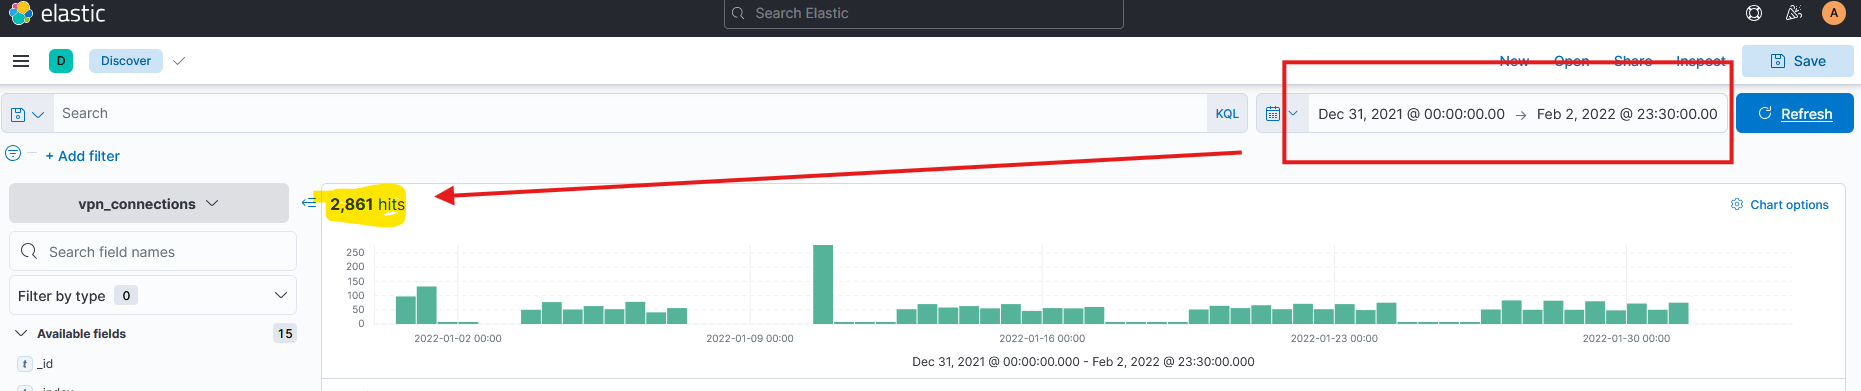 elastic
Search Elastic
A
D
Discover
New Open Share Inspect
Save
Search
KQL
Dec 31, 2021 @ 00:00:00.00 → Feb 2, 2022 @ 23:30:00.00
Refresh
+ Add filter
vpn_connections
2,861 hits
Chart options
Search field names
Filter by type 0
Available fields 15
t _id
t _index
250
200
150
100
50
0
2022-01-02 00:00
2022-01-09 00:00
2022-01-16 00:00
2022-01-23 00:00
2022-01-30 00:00
Dec 31, 2021 @ 00:00:00.000 - Feb 2, 2022 @ 23:30:00.000